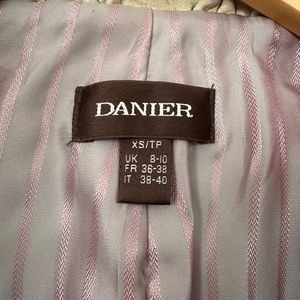 DANIER
XS/TP
UK 8-10
FR 36-38
IT 38-40